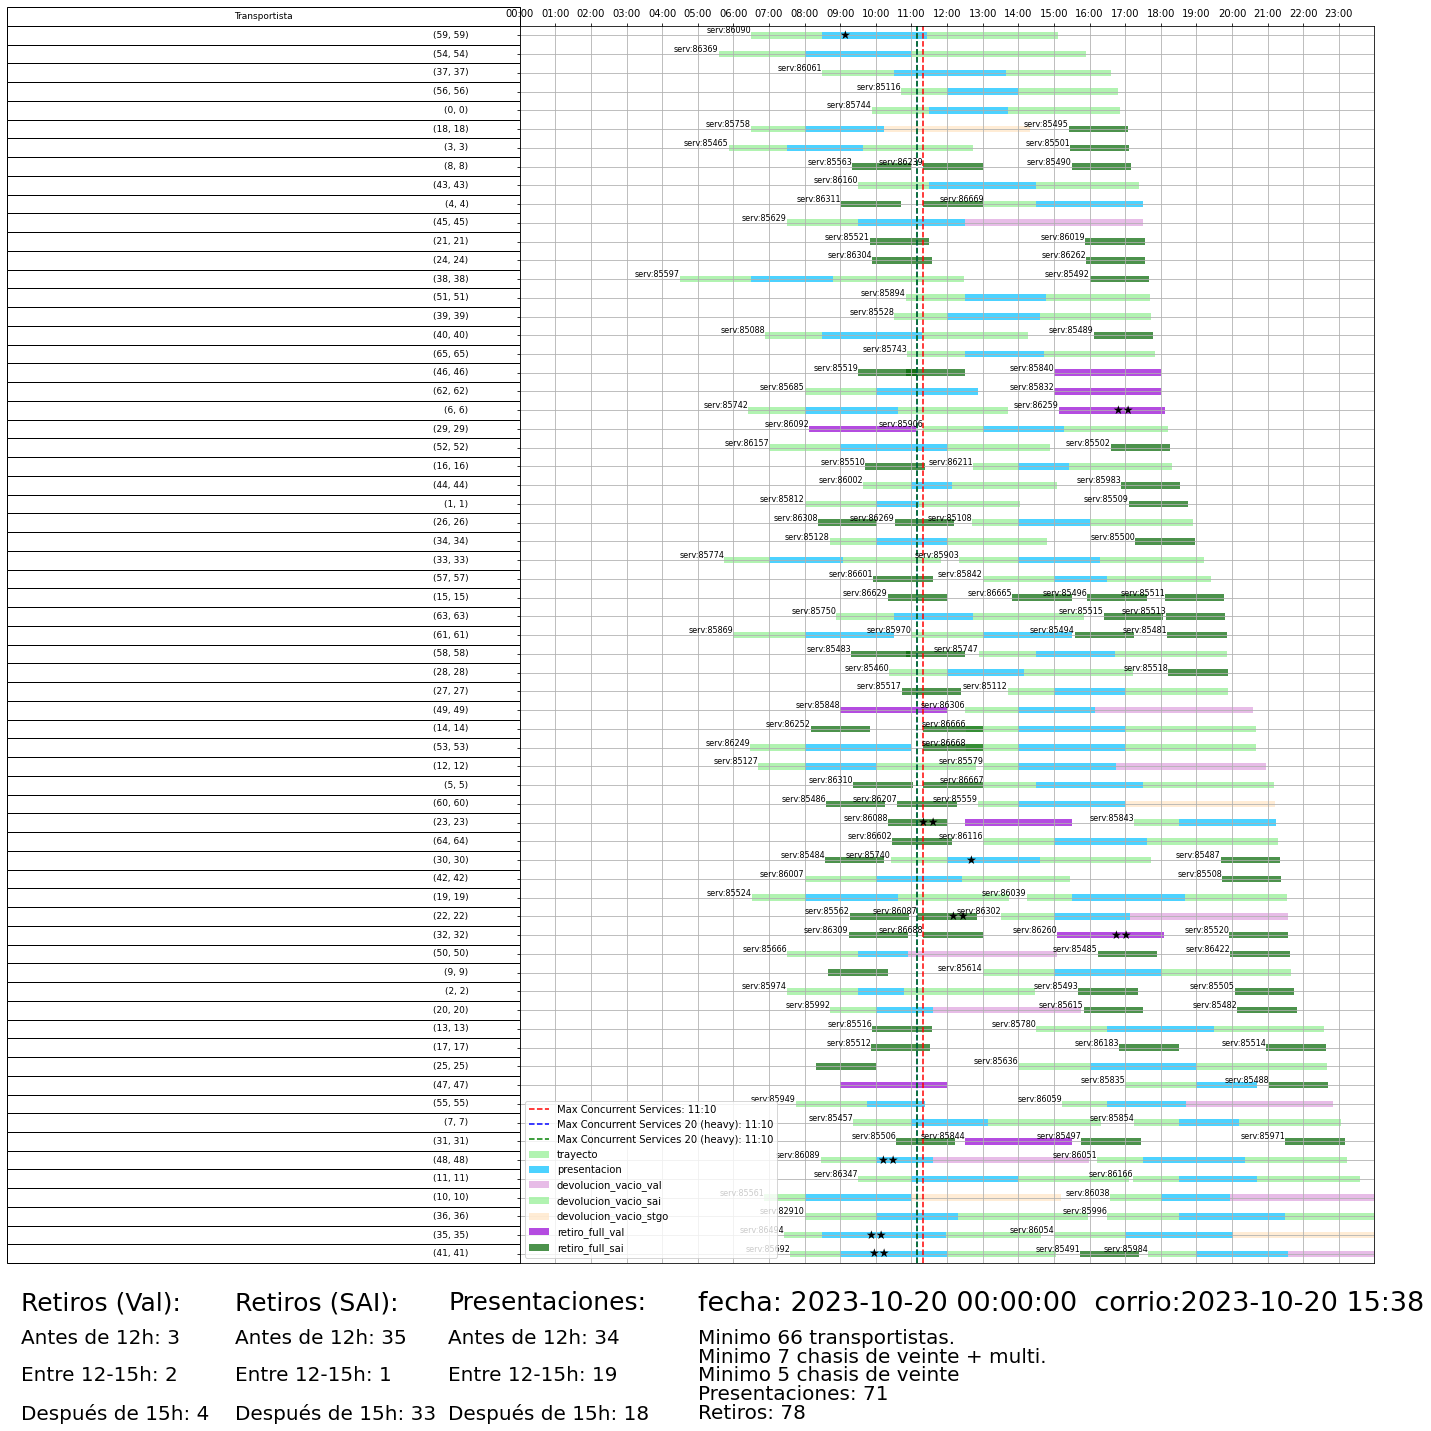 Transportista 00:00 01:00 02:00 03:00 04:00 05:00 06:00 07:00 08:00 09:00 10:00 11:00 12:00 13:00 14:00 15:00 16:00 17:00 18:00 19:00 20:00 21:00 22:00 23:00
(59, 59) serv:86090
(54, 54) serv:86369
(37, 37) serv:86061
(56, 56) serv:85116
(0, 0) serv:85744
(18, 18) serv:85758 serv:85495
(3, 3) serv:85465 serv:85501
(8, 8) serv:85563 serv:86239 serv:85490
(43, 43) serv:86160
(4, 4) serv:86311 serv:86669
(45, 45) serv:85629
(21, 21) serv:85521 serv:86019
(24, 24) serv:86304 serv:86262
(38, 38) serv:85597 serv:85492
(51, 51) serv:85894
(39, 39) serv:85528
(40, 40) serv:85088 serv:85489
(65, 65) serv:85743
(46, 46) serv:85519 serv:85840
(62, 62) serv:85685 serv:85832
(6, 6) serv:85742 serv:86259
(29, 29) serv:86092 serv:85906
(52, 52) serv:86157 serv:85502
(16, 16) serv:85510 serv:86211
(44, 44) serv:86002 serv:85983
(1, 1) serv:85812 serv:85509
(26, 26) serv:86308 serv:86269 serv:85108
(34, 34) serv:85128 serv:85500
(33, 33) serv:85774 serv:85903
(57, 57) serv:86601 serv:85842
(15, 15) serv:86629 serv:86665 serv:85496 serv:85511
(63, 63) serv:85750 serv:85515 serv:85513
(61, 61) serv:85869 serv:85970 serv:85494 serv:85481
(58, 58) serv:85483 serv:85747
(28, 28) serv:85460 serv:85518
(27, 27) serv:85517 serv:85112
(49, 49) serv:85848 serv:86306
(14, 14) serv:86252 serv:86666
(53, 53) serv:86249 serv:86668
(12, 12) serv:85127 serv:85579
(5, 5) serv:86310 serv:86667
(60, 60) serv:85486 serv:86207 serv:85559
(23, 23) serv:86088 serv:85843
(64, 64) serv:86602 serv:86116
(30, 30) serv:85484 serv:85740 serv:85487
(42, 42) serv:86007 serv:85508
(19, 19) serv:85524 serv:86039
(22, 22) serv:85562 serv:86087 serv:86302
(32, 32) serv:86309 serv:86688 serv:86260 serv:85520
(50, 50) serv:85666 serv:85485 serv:86422
(9, 9) serv:85614
(2, 2) serv:85974 serv:85493 serv:85505
(20, 20) serv:85992 serv:85615 serv:85482
(13, 13) serv:85516 serv:85780
(17, 17) serv:85512 serv:86183 serv:85514
(25, 25) serv:85636
(47, 47) serv:85835 serv:85488
(55, 55) serv:85949 serv:86059
(7, 7) serv:85457 serv:85854
(31, 31) serv:85506 serv:85844 serv:85497 serv:85971
(48, 48) serv:86089 serv:86051
(11, 11) serv:86347 serv:86166
(10, 10) serv:85561 serv:86038
(36, 36) 82910 serv:85996
(35, 35) serv:86054
(41, 41) serv:85491 serv:85984
Max Concurrent Services: 11:10
Max Concurrent Services 20 (heavy): 11:10
Max Concurrent Services 20 (heavy): 11:10
trayecto
presentacion
devolucion_vacio_val
devolucion_vacio_sai
devolucion_vacio_stgo
retiro_full_val
retiro_full_sai
Retiros (Val):
Antes de 12h: 3
Entre 12-15h: 2
Después de 15h: 4
Retiros (SAI):
Antes de 12h: 35
Entre 12-15h: 1
Después de 15h: 33
Presentaciones:
Antes de 12h: 34
Entre 12-15h: 19
Después de 15h: 18
fecha: 2023-10-20 00:00:00 corrio:2023-10-20 15:38
Minimo 66 transportistas.
Minimo 7 chasis de veinte + multi.
Minimo 5 chasis de veinte
Presentaciones: 71
Retiros: 78